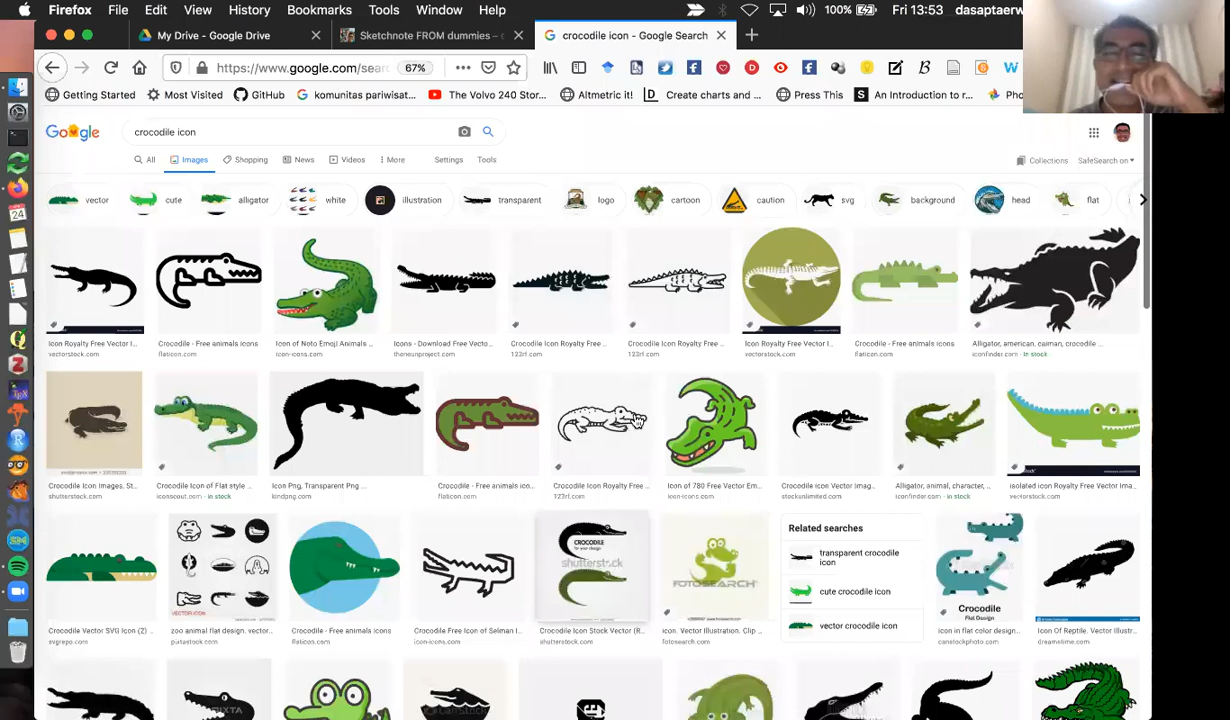 Firefox File Edit View History Bookmarks Tools Window Help 100% Fri 13:53 dasaptaerw
My Drive - Google Drive
Sketchnote FROM dummies –
crocodile icon - Google Search
https://www.google.com/sear 67%
Getting Started Most Visited GitHub komunitas pariwisat... The Volvo 240 Stor... Altmetric it! Create charts and ... Press This An Introduction to r...
Google crocodile icon
All Images Shopping News Videos More Settings Tools Collections SafeSearch on
vector cute alligator white illustration transparent logo cartoon caution svg background head flat
Icon Royalty Free Vector I... Crocodile - Free animals icons Icon of Noto Emoji Animals ... Icons - Download Free Vecto... Crocodile Icon Royalty Free ... Crocodile Icon Royalty Free ... Icon Royalty Free Vector I... Crocodile - Free animals icons Alligator, american, caiman, crocodile ...
vectorstock.com flaticon.com icon-icons.com thenounproject.com 123rf.com 123rf.com vectorstock.com flaticon.com iconfinder.com · In stock
Crocodile Icon Images, St... Crocodile Icon of Flat style ... Icon Png, Transparent Png ... Crocodile - Free animals ico... Crocodile Icon Royalty Free ... Icon of 780 Free Vector Em... Crocodile Icon Vector Imag... Alligator, animal, character, ... isolated icon Royalty Free Vector Ima...
shutterstock.com iconscout.com · In stock kindpng.com flaticon.com 123rf.com icon-icons.com stockunlimited.com iconfinder.com · In stock vectorstock.com
CROCODILE
for your design
shutterstock
FOTOSEARCH
Related searches
transparent crocodile icon
cute crocodile icon
vector crocodile icon
Crocodile
Flat Design
Crocodile Vector SVG Icon (2) ... zoo animal flat design. vector... Crocodile - Free animals icons Crocodile Free Icon of Selman I... Crocodile Icon Stock Vector (R... icon. Vector Illustration. Clip ... icon in flat color design... Icon Of Reptile. Vector Illustr...
svgrepo.com pixtastock.com flaticon.com icon-icons.com shutterstock.com fotosearch.com canstockphoto.com dreamstime.com
PIXTA